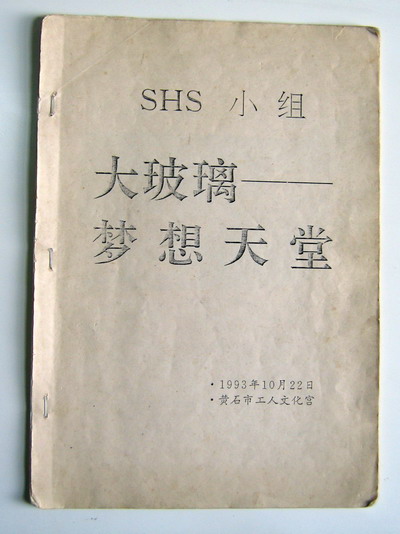 SHS 小组
大玻璃——
梦想天堂
·1993年10月22日
·黄石市工人文化宫